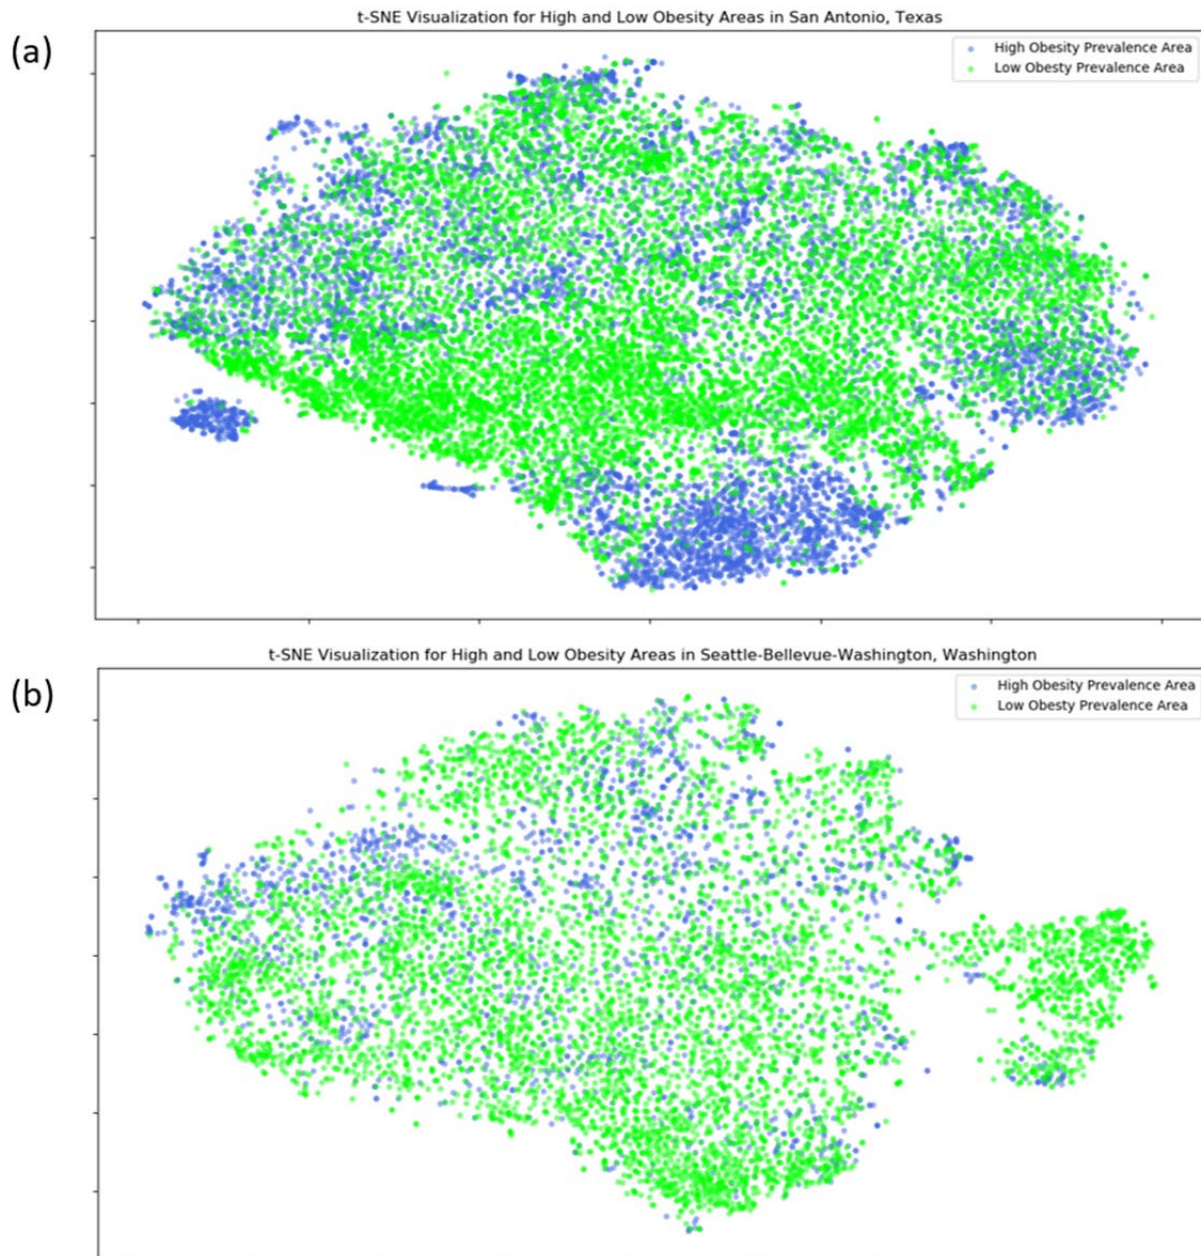 (a)
t-SNE Visualization for High and Low Obesity Areas in San Antonio, Texas
High Obesity Prevalence Area
Low Obesty Prevalence Area
(b)
t-SNE Visualization for High and Low Obesity Areas in Seattle-Bellevue-Washington, Washington
High Obesity Prevalence Area
Low Obesty Prevalence Area